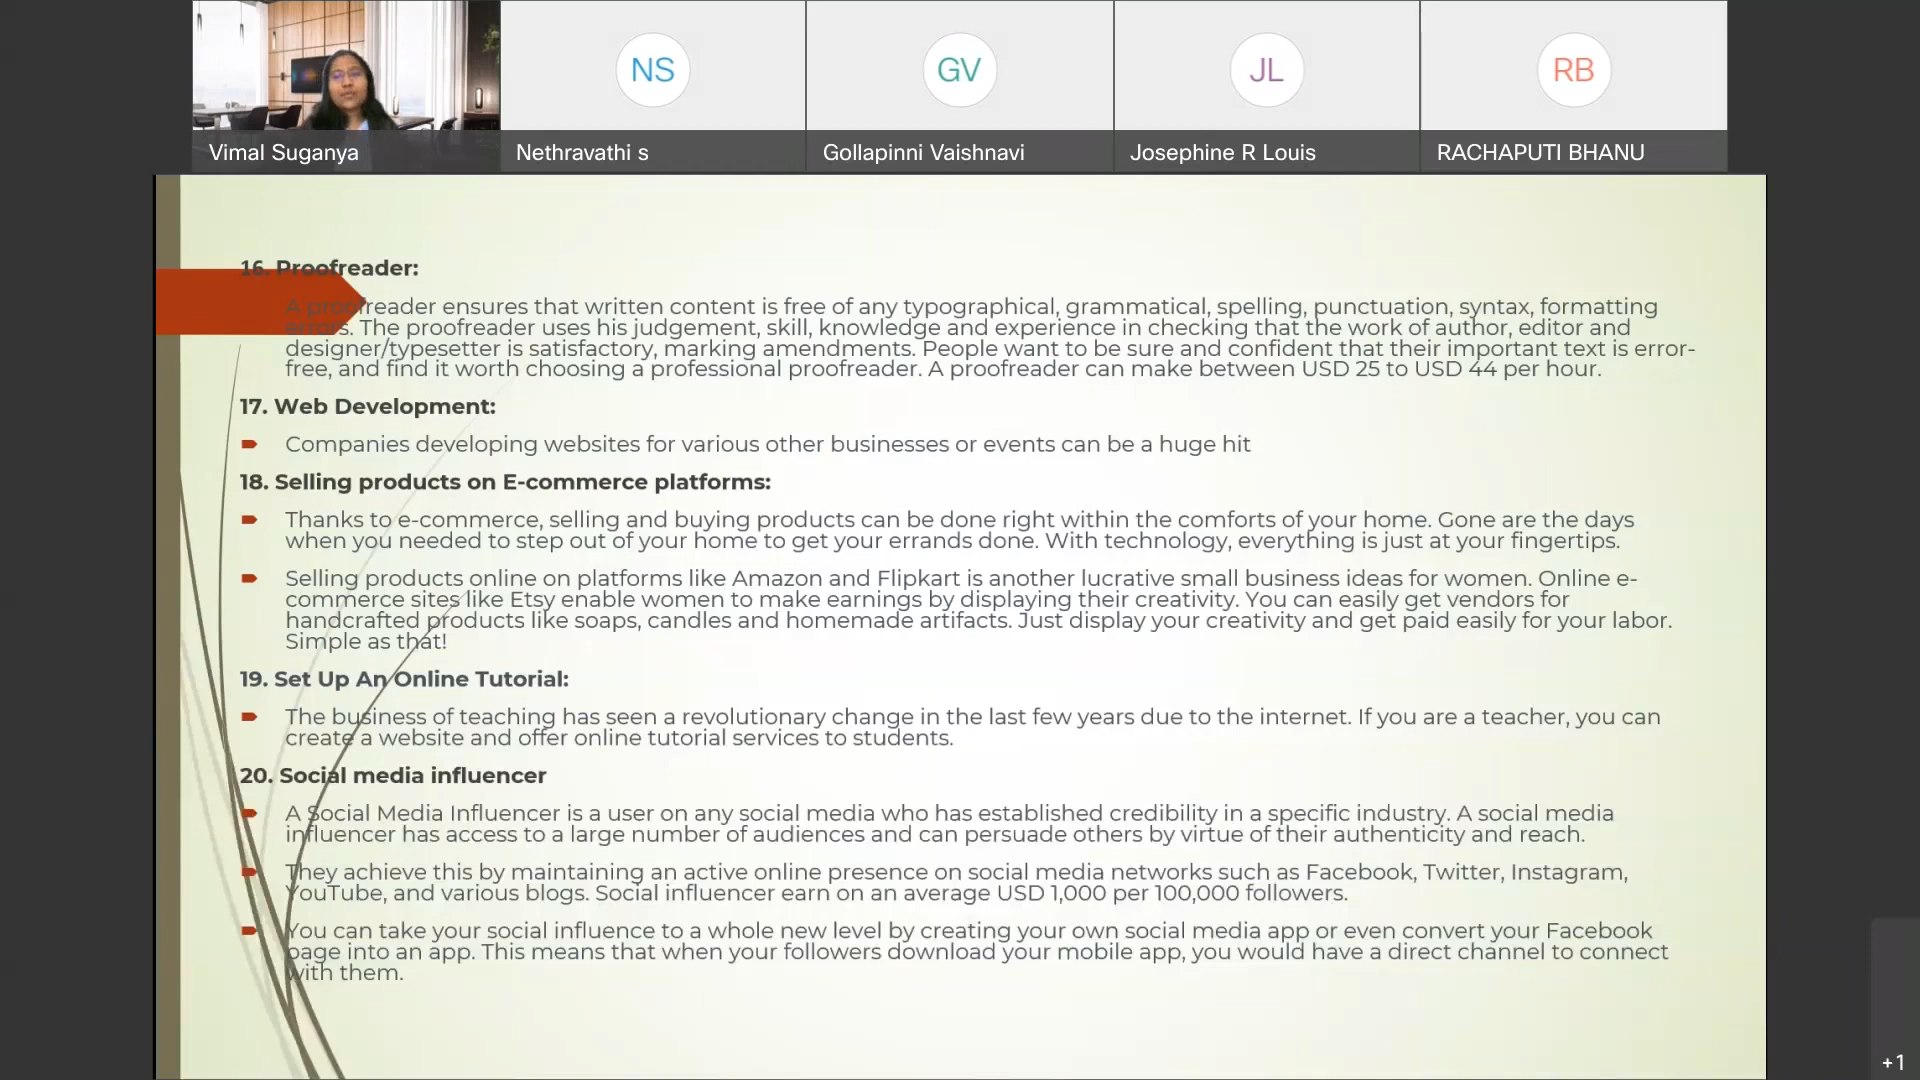 NS
GV
JL
RB
Vimal Suganya
Nethravathi s
Gollapinni Vaishnavi
Josephine R Louis
RACHAPUTI BHANU
16. Proofreader:
A proofreader ensures that written content is free of any typographical, grammatical, spelling, punctuation, syntax, formatting
errors. The proofreader uses his judgement, skill, knowledge and experience in checking that the work of author, editor and
designer/typesetter is satisfactory, marking amendments. People want to be sure and confident that their important text is error-
free, and find it worth choosing a professional proofreader. A proofreader can make between USD 25 to USD 44 per hour.
17. Web Development:
Companies developing websites for various other businesses or events can be a huge hit
18. Selling products on E-commerce platforms:
Thanks to e-commerce, selling and buying products can be done right within the comforts of your home. Gone are the days
when you needed to step out of your home to get your errands done. With technology, everything is just at your fingertips.
Selling products online on platforms like Amazon and Flipkart is another lucrative small business ideas for women. Online e-
commerce sites like Etsy enable women to make earnings by displaying their creativity. You can easily get vendors for
handcrafted products like soaps, candles and homemade artifacts. Just display your creativity and get paid easily for your labor.
Simple as that!
19. Set Up An Online Tutorial:
The business of teaching has seen a revolutionary change in the last few years due to the internet. If you are a teacher, you can
create a website and offer online tutorial services to students.
20. Social media influencer
A Social Media Influencer is a user on any social media who has established credibility in a specific industry. A social media
influencer has access to a large number of audiences and can persuade others by virtue of their authenticity and reach.
They achieve this by maintaining an active online presence on social media networks such as Facebook, Twitter, Instagram,
YouTube, and various blogs. Social influencer earn on an average USD 1,000 per 100,000 followers.
You can take your social influence to a whole new level by creating your own social media app or even convert your Facebook
page into an app. This means that when your followers download your mobile app, you would have a direct channel to connect
with them.
+1